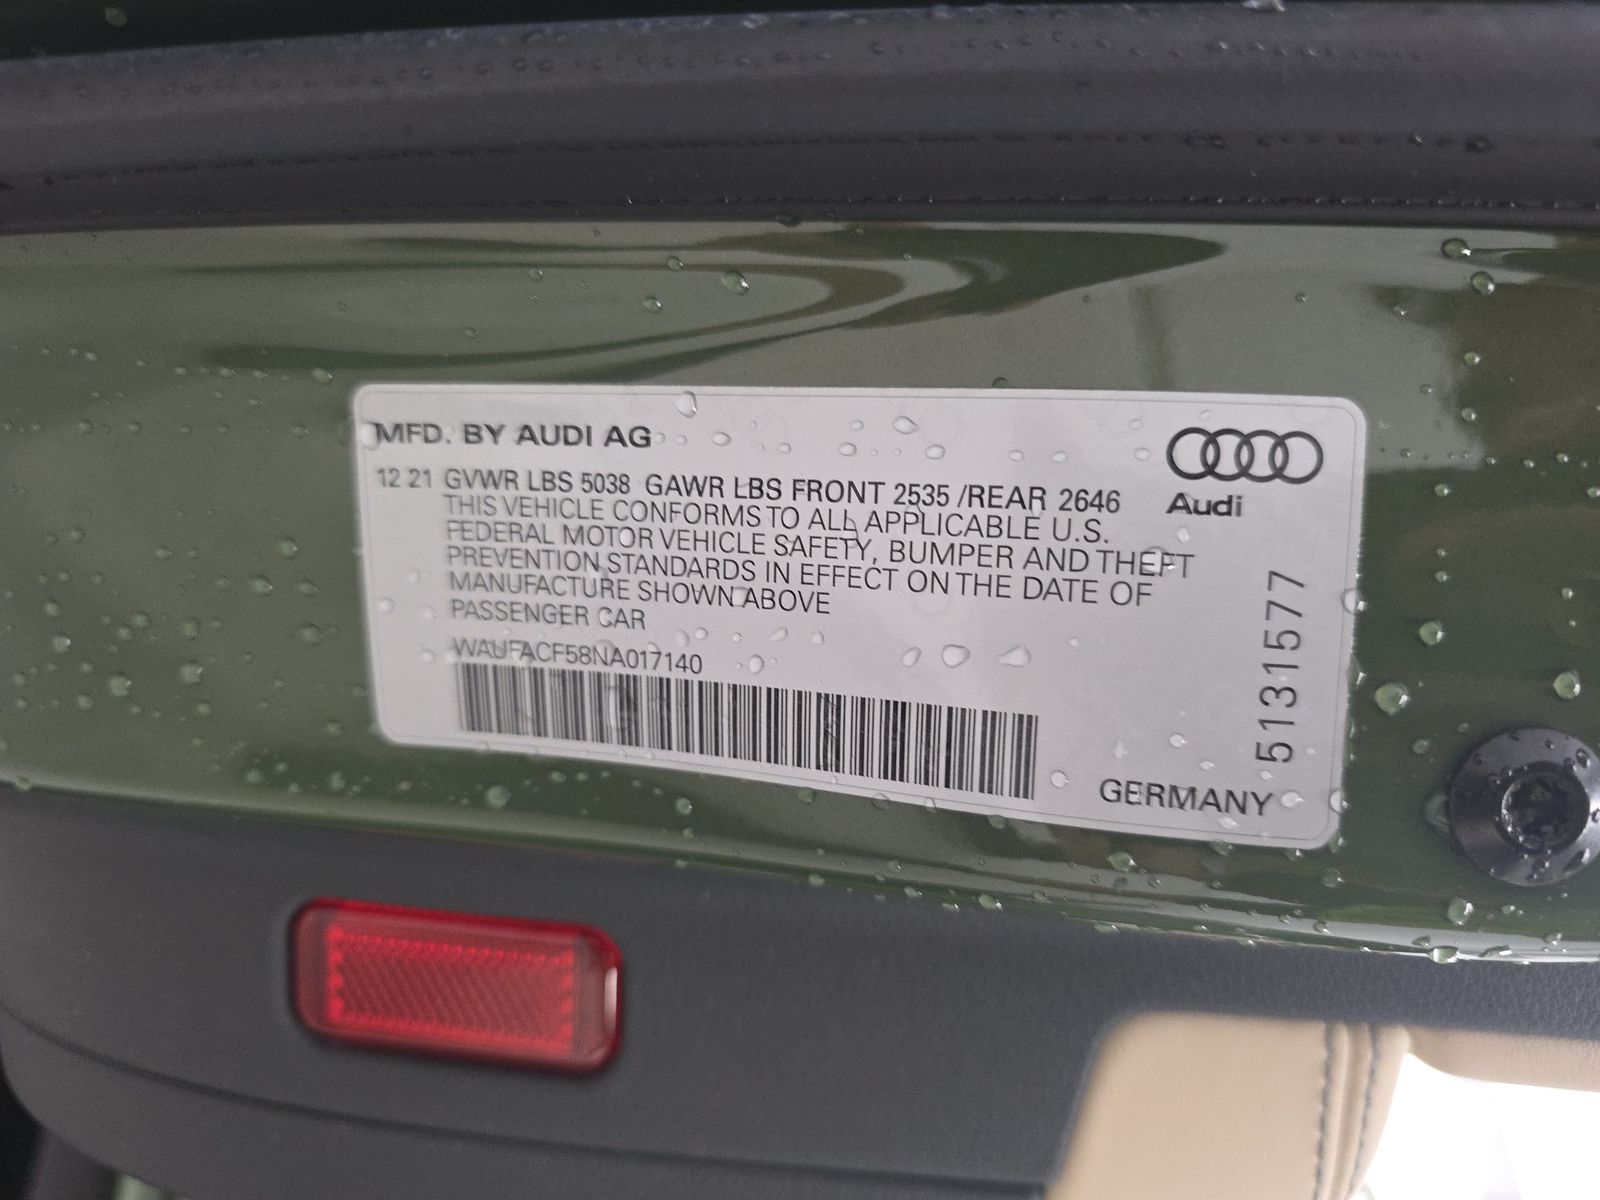 MFD. BY AUDI AG
12 21 GVWR LBS 5038 GAWR LBS FRONT 2535 /REAR 2646
THIS VEHICLE CONFORMS TO ALL APPLICABLE U.S.
FEDERAL MOTOR VEHICLE SAFETY, BUMPER AND THEFT
PREVENTION STANDARDS IN EFFECT ON THE DATE OF
MANUFACTURE SHOWN ABOVE
PASSENGER CAR
WAUFACF58NA017140
Audi
5131577
GERMANY